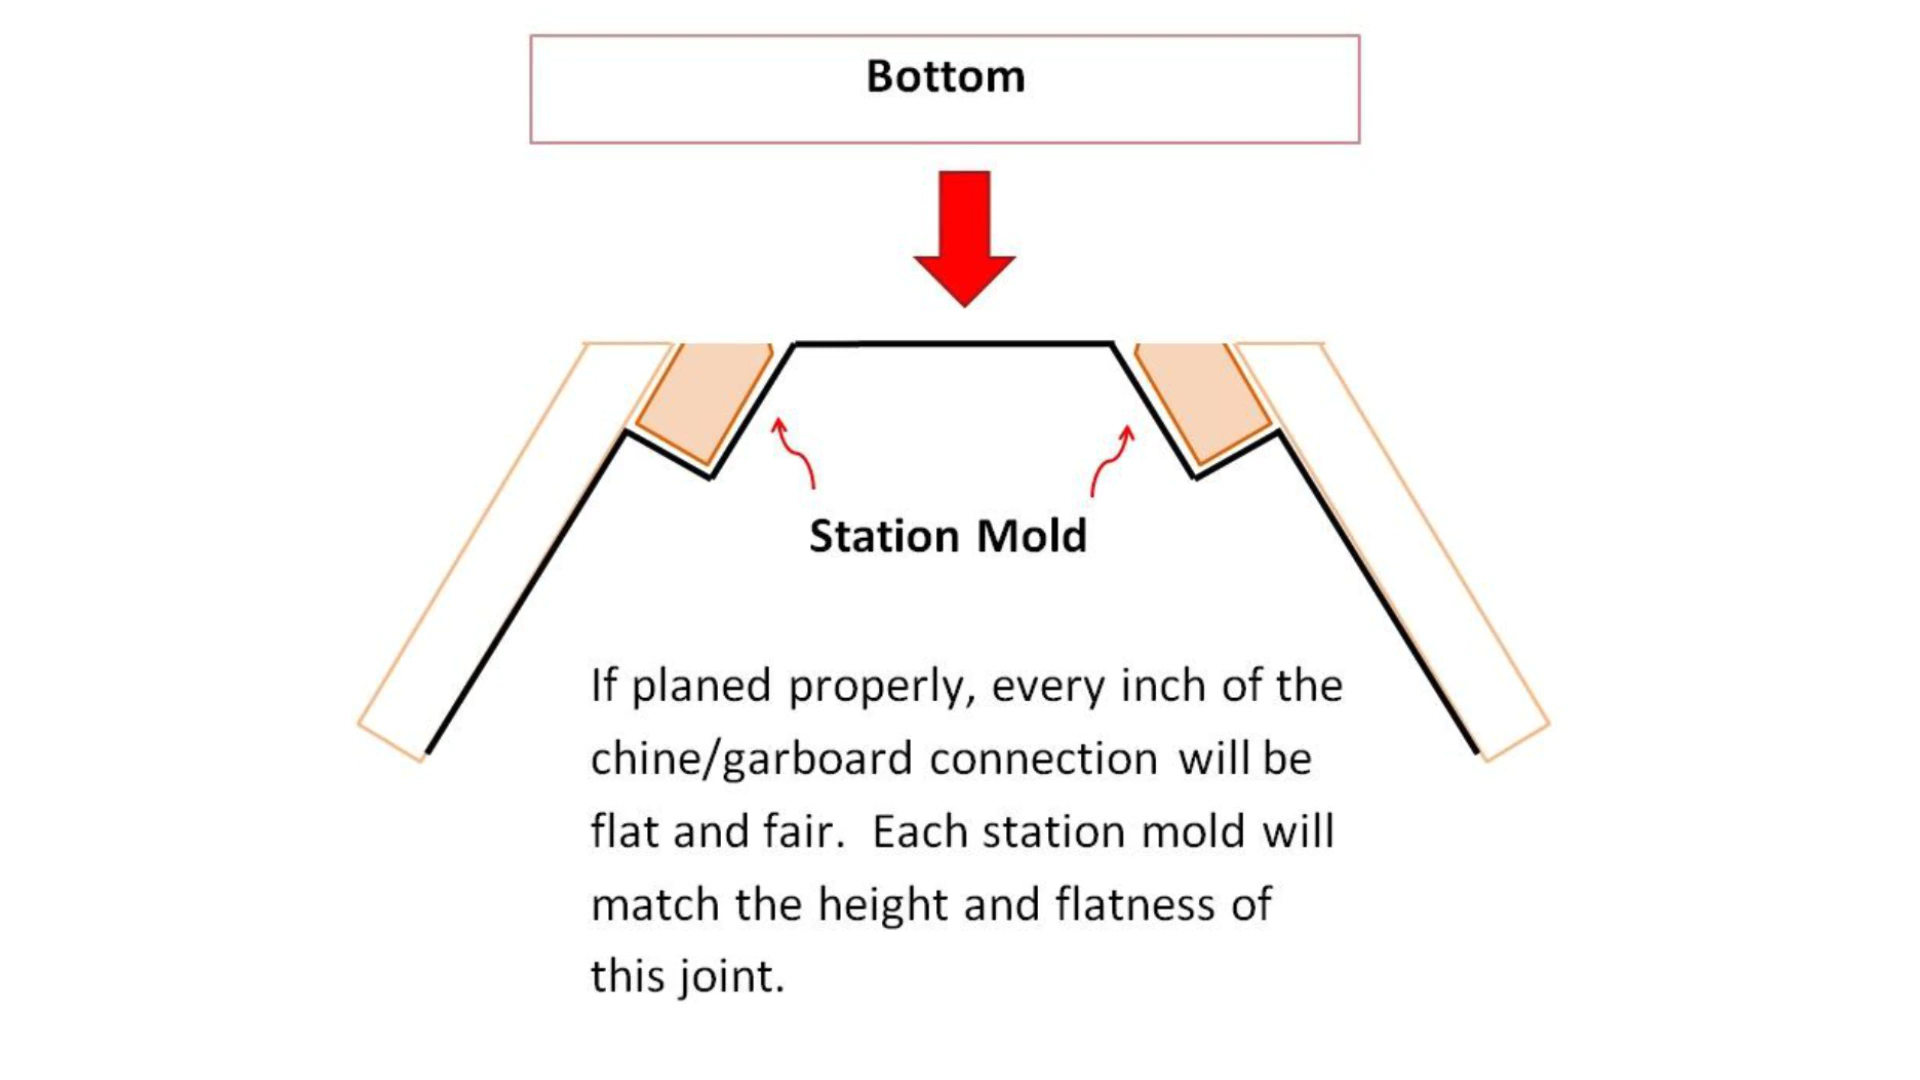 Bottom
Station Mold
If planed properly, every inch of the
chine/garboard connection will be
flat and fair. Each station mold will
match the height and flatness of
this joint.